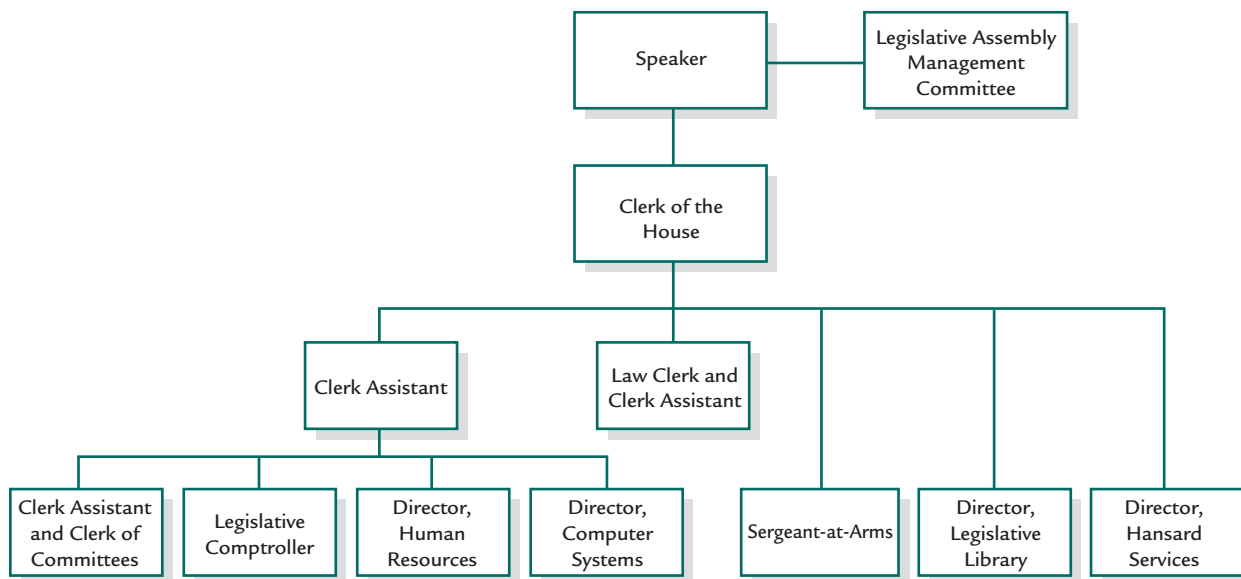 Speaker
Legislative Assembly
Management
Committee
Clerk of the
House
Clerk Assistant
Law Clerk and
Clerk Assistant
Clerk Assistant
and Clerk of
Committees
Legislative
Comptroller
Director,
Human
Resources
Director,
Computer
Systems
Sergeant-at-Arms
Director,
Legislative
Library
Director,
Hansard
Services